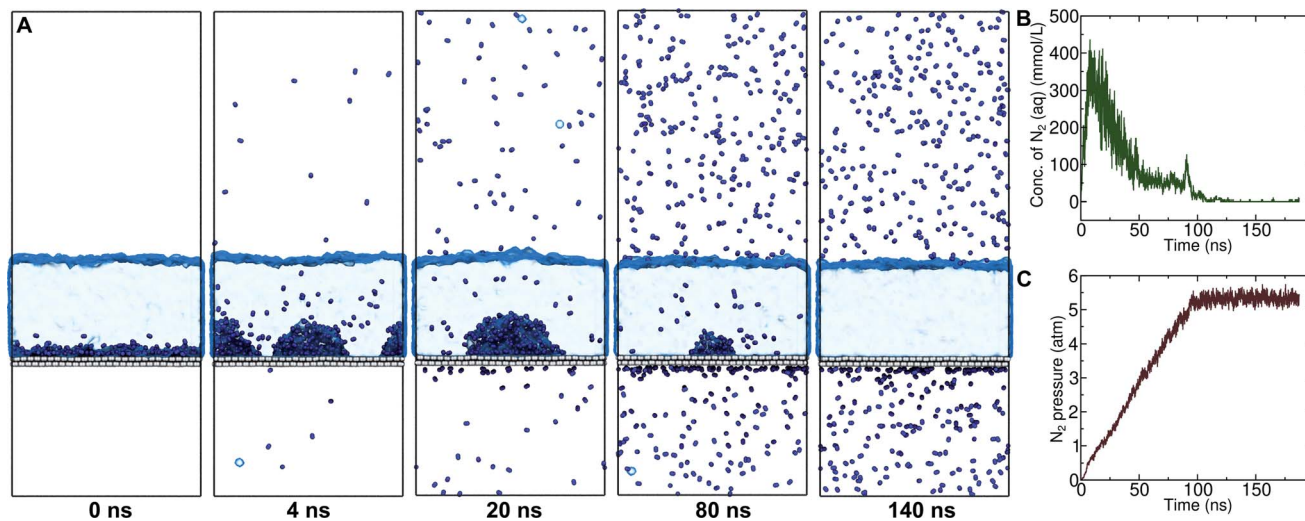 A
0 ns
4 ns
20 ns
80 ns
140 ns
B
Conc. of N₂ (aq) (mmol/L)
500
400
300
200
100
0
0
50
100
150
Time (ns)
C
N₂ pressure (atm)
6
5
4
3
2
1
0
0
50
100
150
Time (ns)